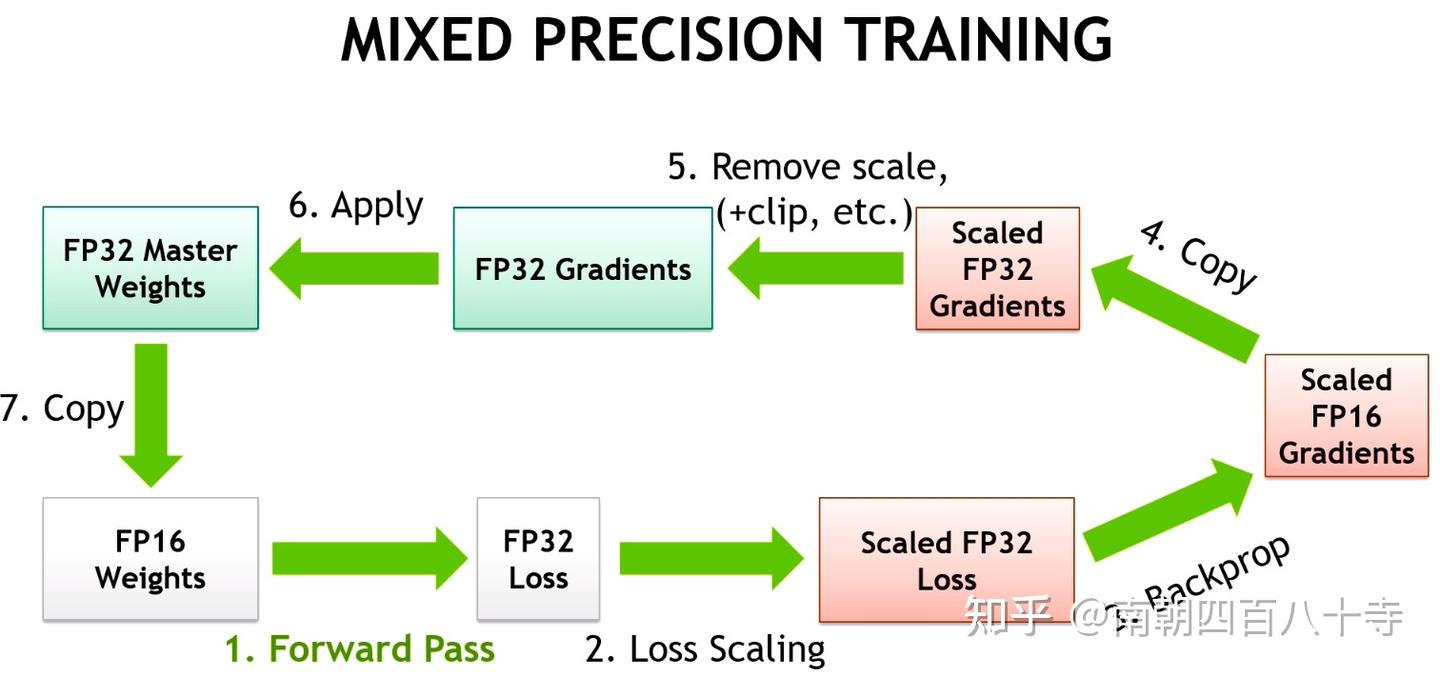 MIXED PRECISION TRAINING
5. Remove scale,
(+clip, etc.)
6. Apply
4. Copy
FP32 Master
Weights
FP32 Gradients
Scaled
FP32
Gradients
Scaled
FP16
Gradients
7. Copy
FP16
Weights
FP32
Loss
Scaled FP32
Loss
3. Backprop
1. Forward Pass
2. Loss Scaling
知乎 @南朝四百八十寺